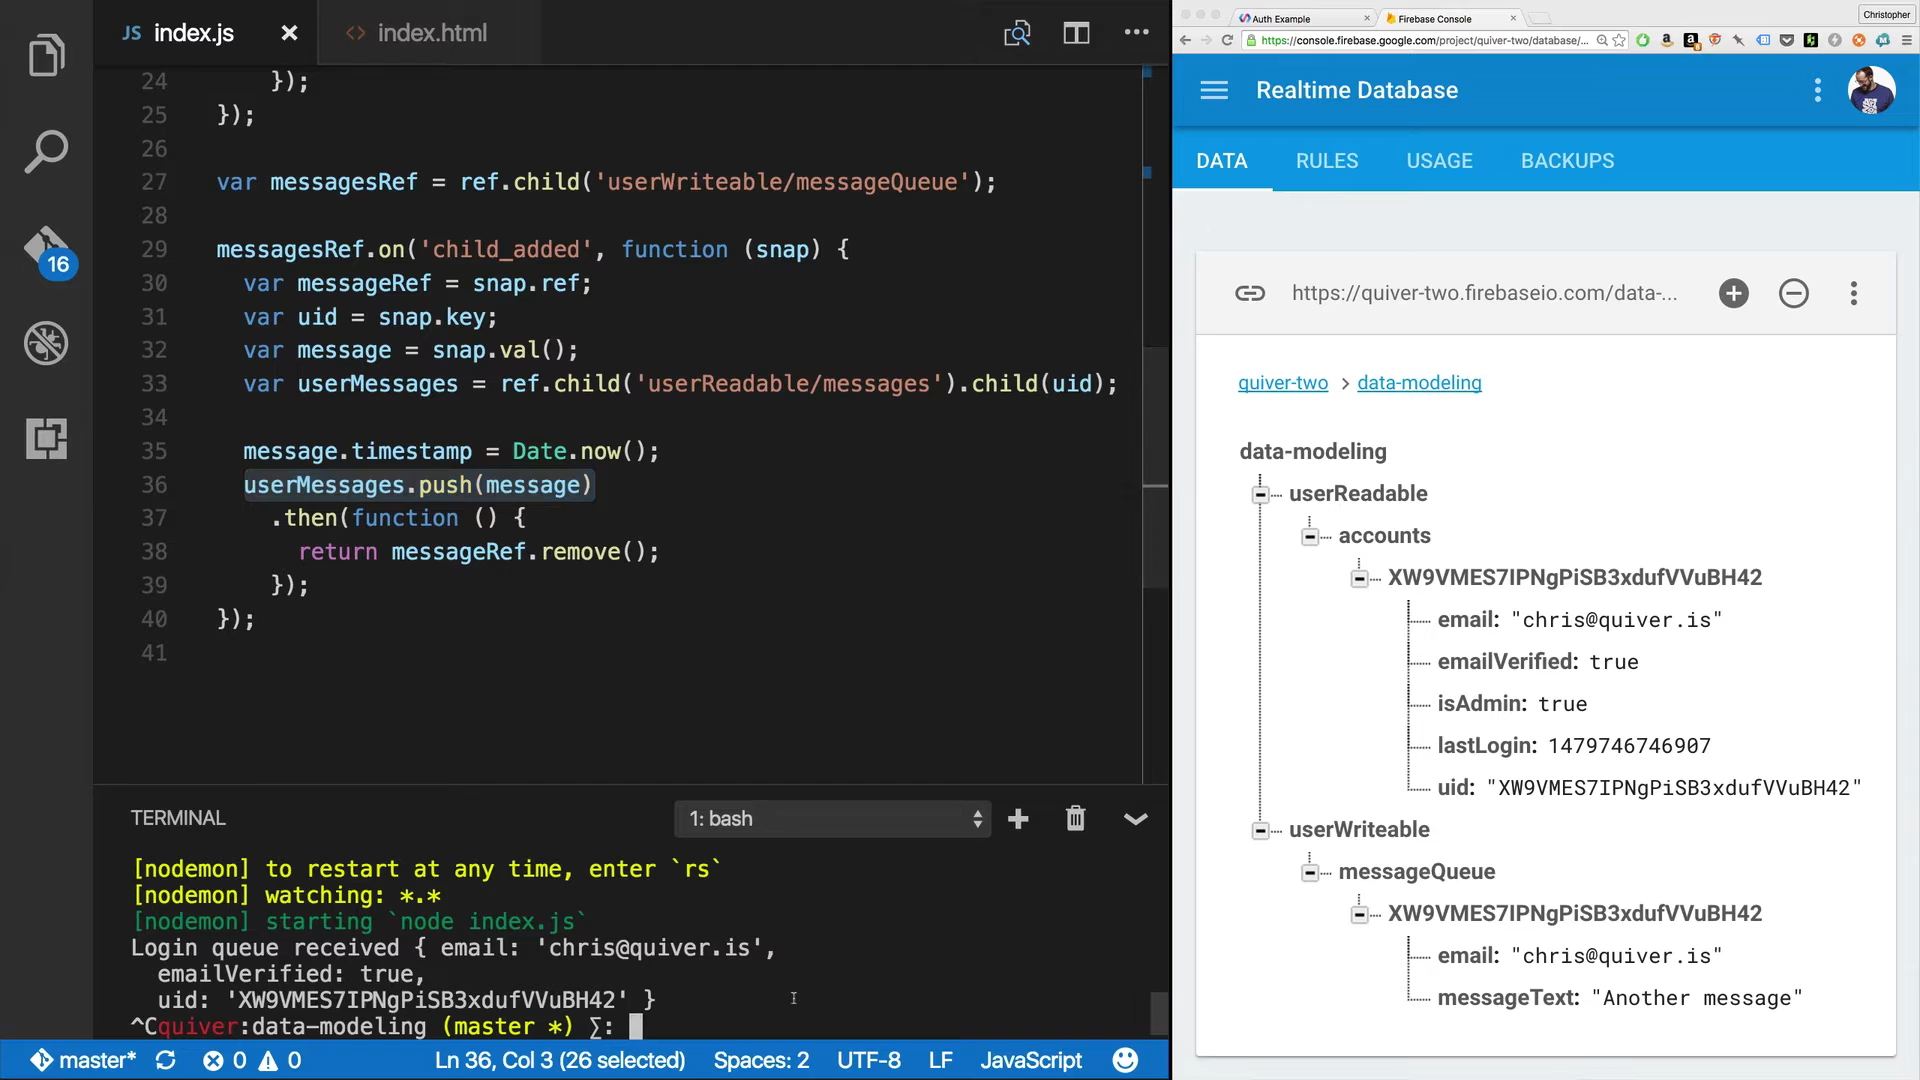 JS index.js
<> index.html
16
24 });
25 });
26
27 var messagesRef = ref.child('userWriteable/messageQueue');
28
29 messagesRef.on('child_added', function (snap) {
30 var messageRef = snap.ref;
31 var uid = snap.key;
32 var message = snap.val();
33 var userMessages = ref.child('userReadable/messages').child(uid);
34
35 message.timestamp = Date.now();
36 userMessages.push(message)
37 .then(function () {
38 return messageRef.remove();
39 });
40 });
41
TERMINAL
1: bash
[nodemon] to restart at any time, enter `rs`
[nodemon] watching: *.*
[nodemon] starting `node index.js`
Login queue received { email: 'chris@quiver.is',
emailVerified: true,
uid: 'XW9VMES7IPNgPiSB3xdufVVuBH42' }
^Cquiver:data-modeling (master *) ∑:
master* 0 0 Ln 36, Col 3 (26 selected) Spaces: 2 UTF-8 LF JavaScript
Auth Example
Firebase Console
Christopher
https://console.firebase.google.com/project/quiver-two/database/...
Realtime Database
DATA RULES USAGE BACKUPS
https://quiver-two.firebaseio.com/data-...
quiver-two > data-modeling
data-modeling
userReadable
accounts
XW9VMES7IPNgPiSB3xdufVVuBH42
email: "chris@quiver.is"
emailVerified: true
isAdmin: true
lastLogin: 1479746746907
uid: "XW9VMES7IPNgPiSB3xdufVVuBH42"
userWriteable
messageQueue
XW9VMES7IPNgPiSB3xdufVVuBH42
email: "chris@quiver.is"
messageText: "Another message"